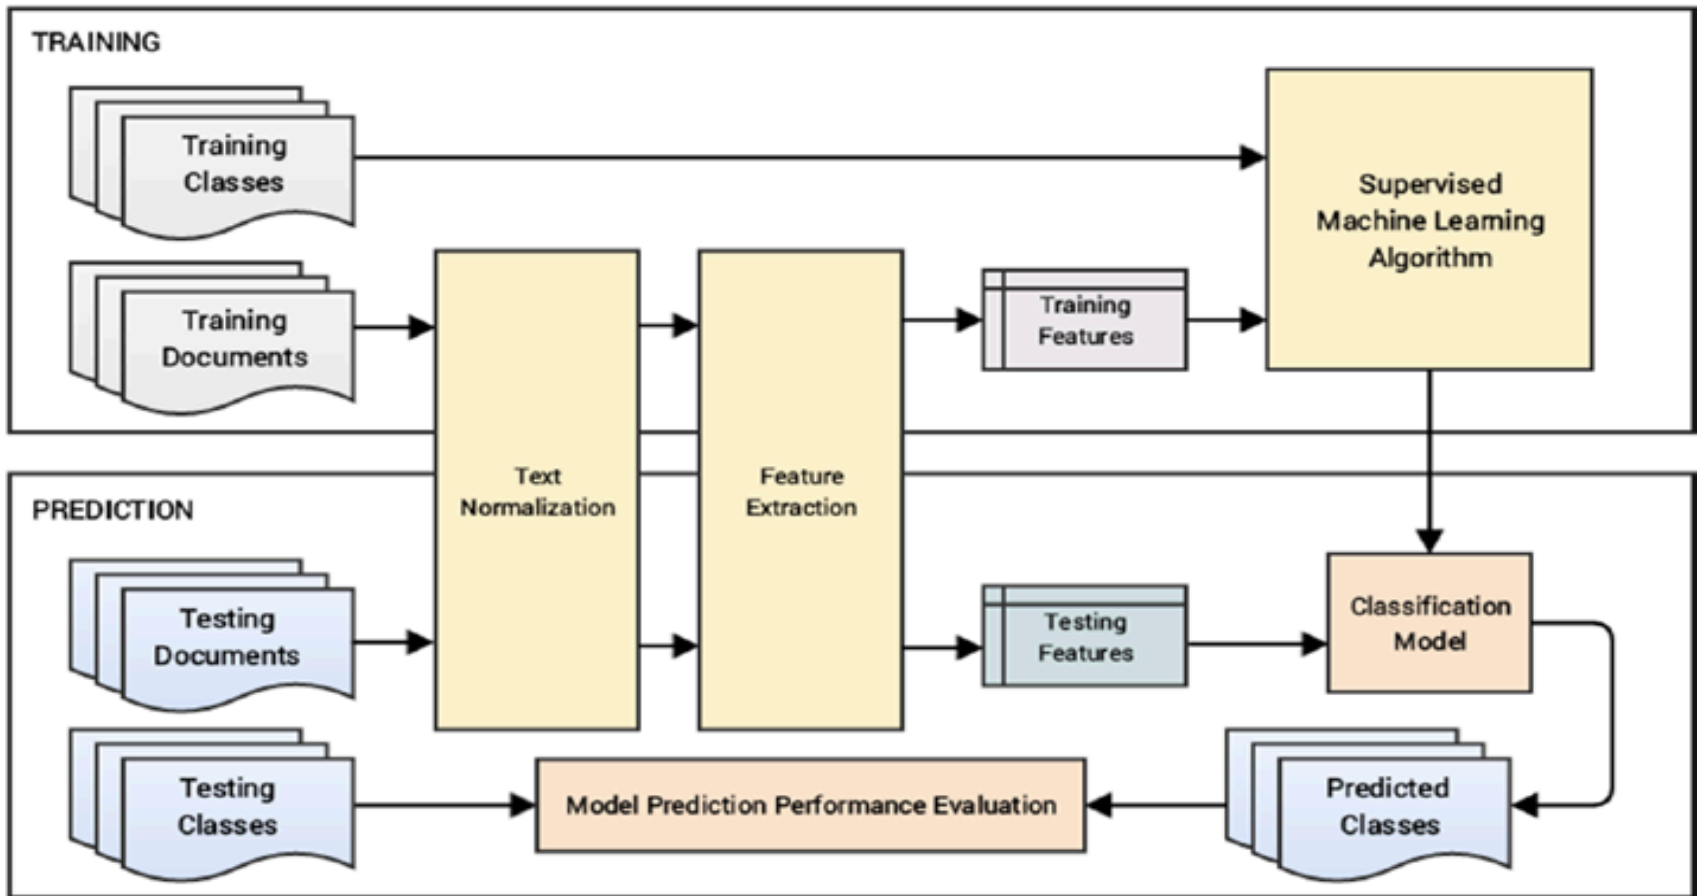 TRAINING
Training
Classes
Supervised
Machine Learning
Algorithm
Training
Documents
Training
Features
Text
Normalization
Feature
Extraction
PREDICTION
Testing
Documents
Testing
Features
Classification
Model
Testing
Classes
Model Prediction Performance Evaluation
Predicted
Classes